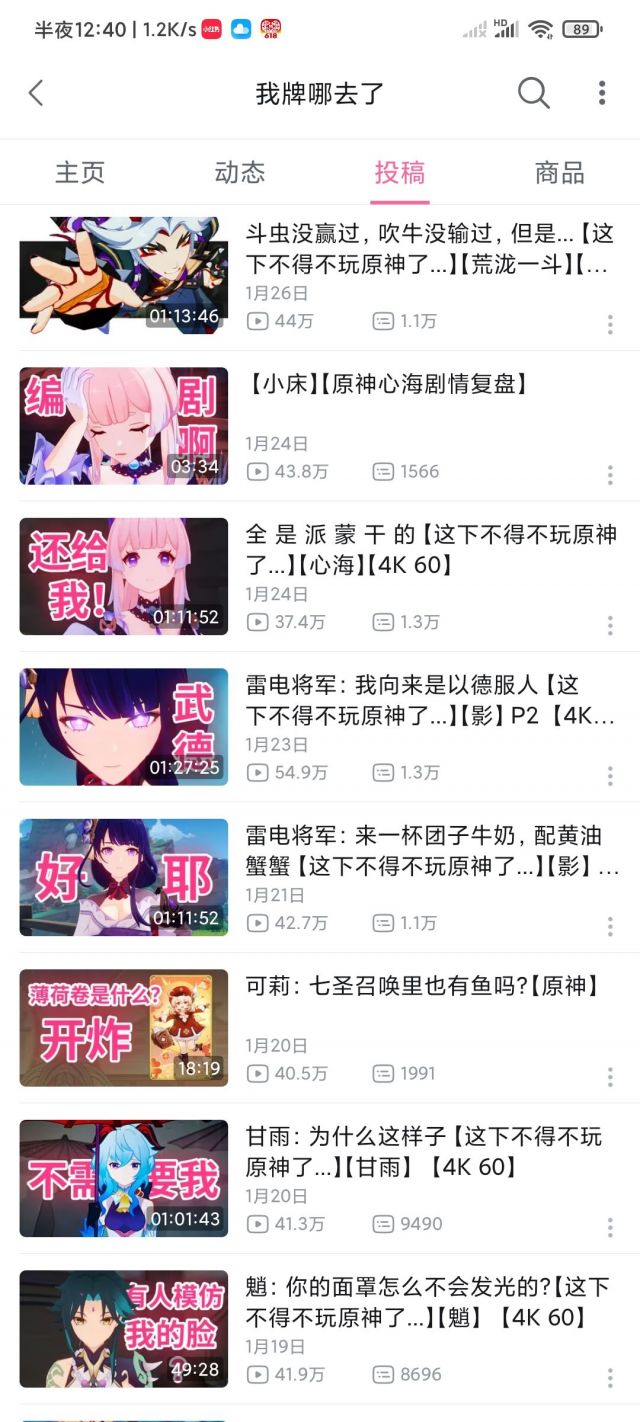 半夜12:40 | 1.2K/s
HD
89
我牌哪去了
主页 动态 投稿 商品
01:13:46
斗虫没赢过，吹牛没输过，但是...【这
下不得不玩原神了...】【荒泷一斗】【...
1月26日
44万 1.1万
编剧啊
03:34
【小床】【原神心海剧情复盘】
1月24日
43.8万 1566
还给
我！
01:11:52
全 是 派 蒙 干 的【这下不得不玩原神
了...】【心海】【4K 60】
1月24日
37.4万 1.3万
武德
01:27:25
雷电将军：我向来是以德服人【这
下不得不玩原神了...】【影】P2【4K...
1月23日
54.9万 1.3万
好耶
01:11:52
雷电将军：来一杯团子牛奶，配黄油
蟹蟹【这下不得不玩原神了...】【影】...
1月21日
42.7万 1.1万
薄荷卷是什么？
开炸
18:19
可莉：七圣召唤里也有鱼吗?【原神】
1月20日
40.5万 1991
不需要我
01:01:43
甘雨：为什么这样子【这下不得不玩
原神了...】【甘雨】【4K 60】
1月20日
41.3万 9490
有人模仿
我的脸
49:28
魈：你的面罩怎么不会发光的?【这下
不得不玩原神了...】【魈】【4K 60】
1月19日
41.9万 8696